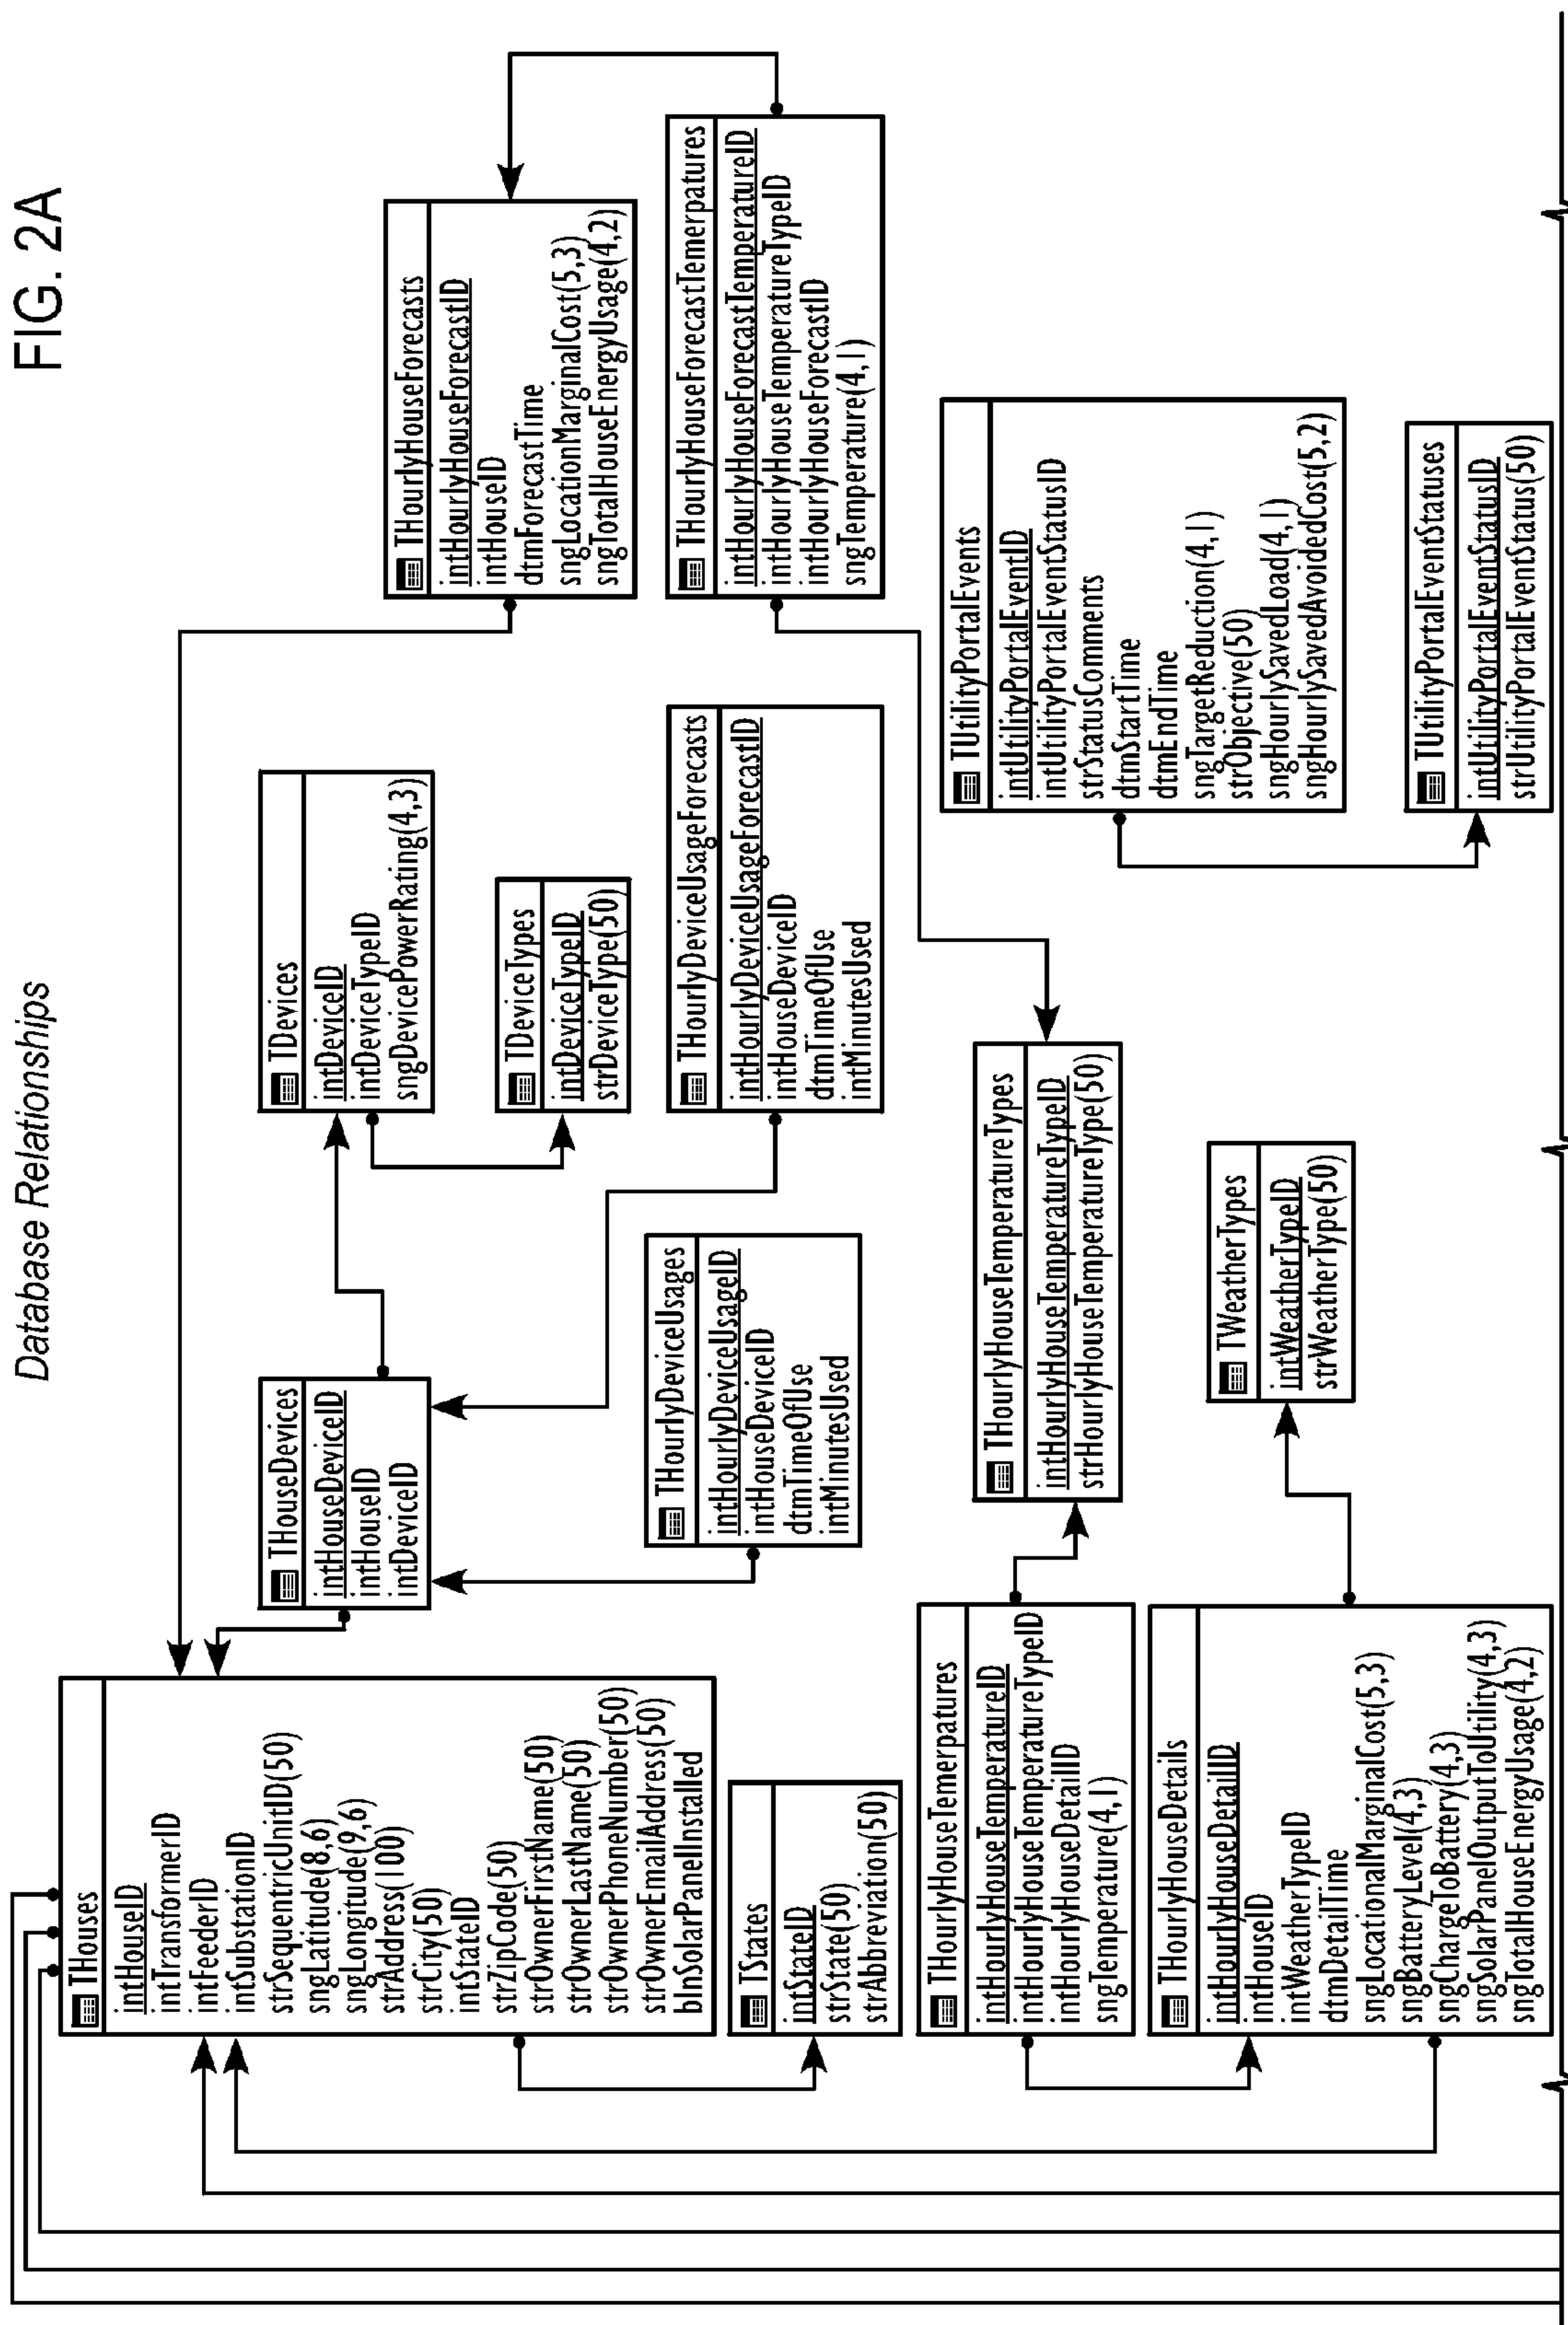 FIG. 2A
Database Relationships
THouses
intHouseID
intTransformerID
intFeederID
intSubstationID
strSequentricUnitID(50)
sngLatitude(8,6)
sngLongitude(9,6)
strAddress(100)
strCity(50)
intStateID
strZipCode(50)
strOwnerFirstName(50)
strOwnerLastName(50)
strOwnerPhoneNumber(50)
strOwnerEmailAddress(50)
blnSolarPanelInstalled
THouseDevices
intHouseDeviceID
intHouseID
intDeviceID
TDevices
intDeviceID
intDeviceTypeID
sngDevicePowerRating(4,3)
THourlyHouseForecasts
intHourlyHouseForecastID
intHouseID
dtmForecastTime
sngLocationMarginalCost(5,3)
sngTotalHouseEnergyUsage(4,2)
TDeviceTypes
intDeviceTypeID
strDeviceType(50)
THourlyDeviceUsages
intHourlyDeviceUsageID
intHouseDeviceID
dtmTimeOfUse
intMinutesUsed
THourlyDeviceUsageForecasts
intHourlyDeviceUsageForecastID
intHouseDeviceID
dtmTimeOfUse
intMinutesUsed
THourlyHouseForecastTemerpatures
intHourlyHouseForecastTemperatureID
intHourlyHouseTemperatureTypeID
intHourlyHouseForecastID
sngTemperature(4,1)
TStates
intStateID
strState(50)
strAbbreviation(50)
THourlyHouseTemerpatures
intHourlyHouseTemperatureID
intHourlyHouseTemperatureTypeID
intHourlyHouseDetailID
sngTemperature(4,1)
THourlyHouseTemperatureTypes
intHourlyHouseTemperatureTypeID
strHourlyHouseTemperatureType(50)
TUtilityPortalEvents
intUtilityPortalEventID
intUtilityPortalEventStatusID
strStatusComments
dtmStartTime
dtmEndTime
sngTargetReduction(4,1)
strObjective(50)
sngHourlySavedLoad(4,1)
sngHourlySavedAvoidedCost(5,2)
THourlyHouseDetails
intHourlyHouseDetailID
intHouseID
intWeatherTypeID
dtmDetailTime
sngLocationalMarginalCost(5,3)
sngBatteryLevel(4,3)
sngChargeToBattery(4,3)
sngSolarPanelOutputToUtility(4,3)
sngTotalHouseEnergyUsage(4,2)
TWeatherTypes
intWeatherTypeID
strWeatherType(50)
TUtilityPortalEventStatuses
intUtilityPortalEventStatusID
strUtilityPortalEventStatus(50)